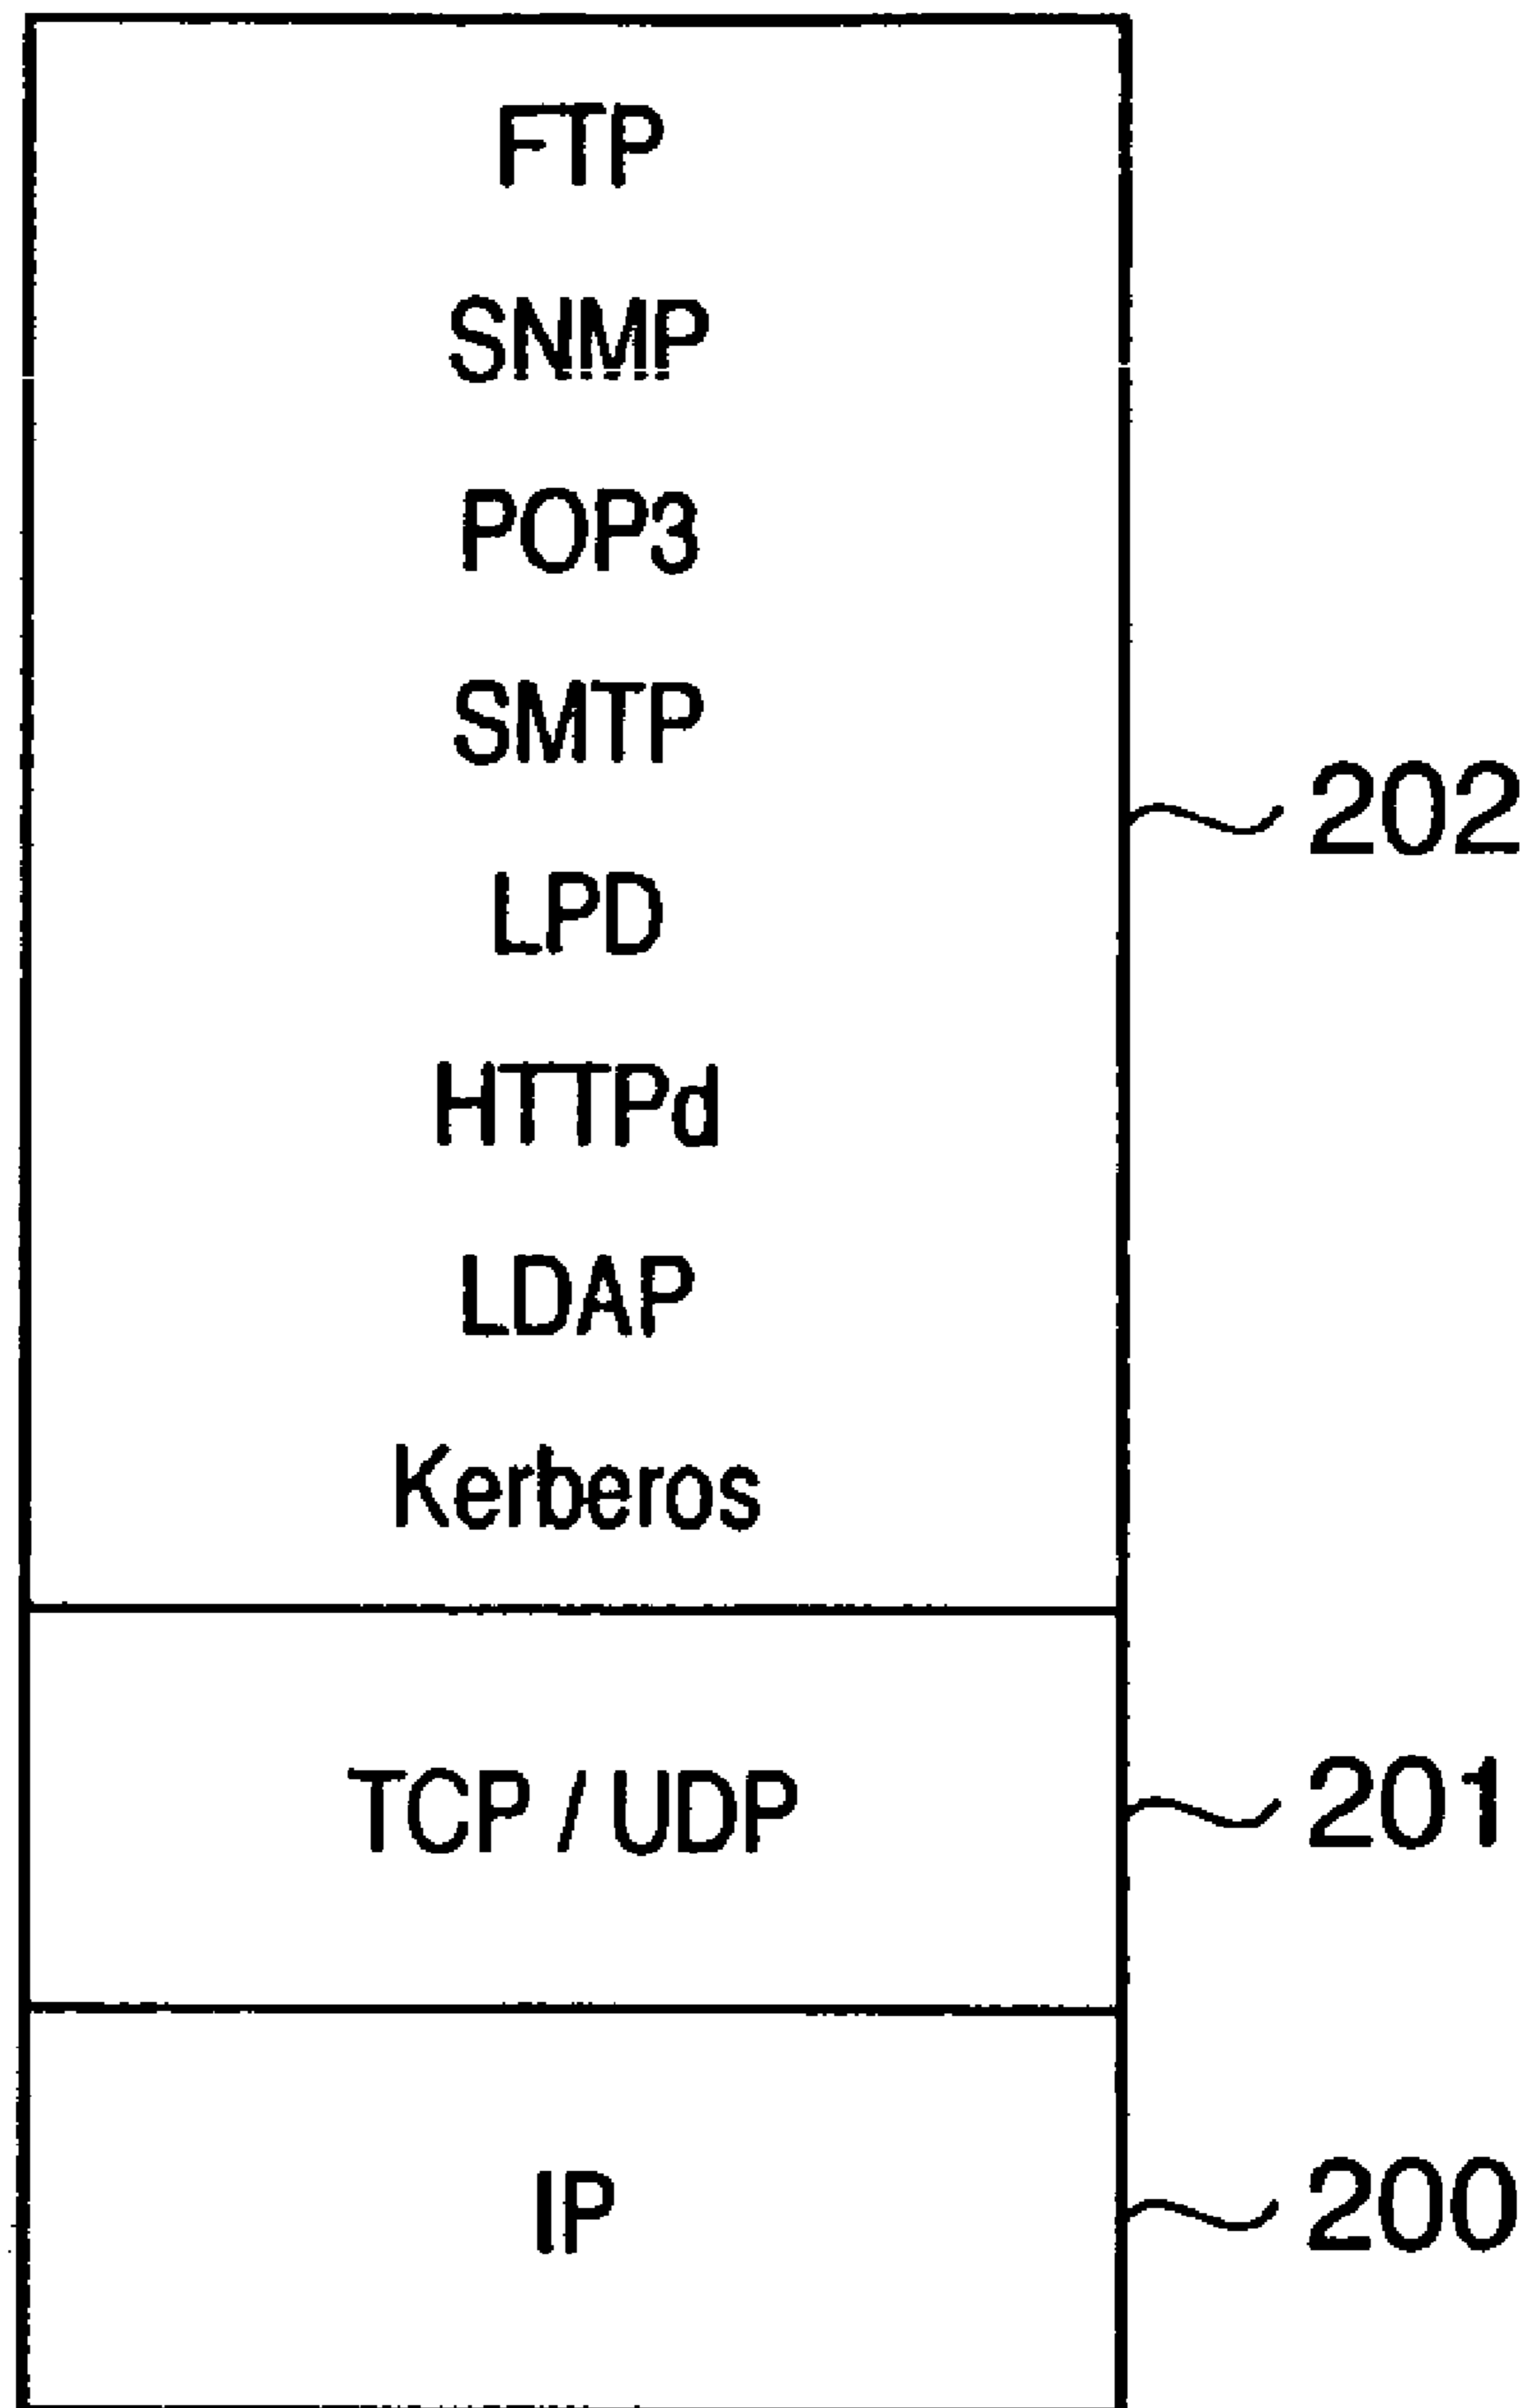 FTP
SNMP
POP3
SMTP
202
LPD
HTTPd
LDAP
Kerberos
TCP / UDP
201
IP
200